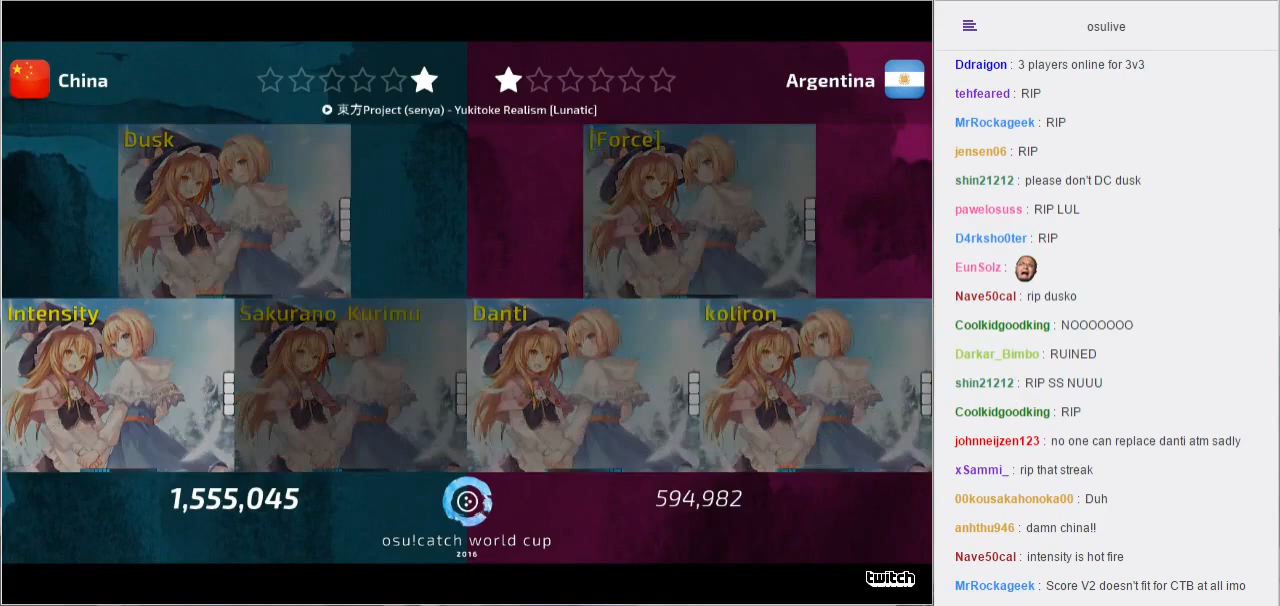 China
Argentina
東方Project (senya) - Yukitoke Realism [Lunatic]
Dusk
[Force]
Intensity
Sakurano Kurimu
Danti
koliron
1,555,045
594,982
osu!catch world cup
2016
twitch
osulive
Ddraigon : 3 players online for 3v3
tehfeared : RIP
MrRockageek : RIP
jensen06 : RIP
shin21212 : please don't DC dusk
pawelosuss : RIP LUL
D4rksho0ter : RIP
EunSolz :
Nave50cal : rip dusko
Coolkidgoodking : NOOOOOOO
Darkar_Bimbo : RUINED
shin21212 : RIP SS NUUU
Coolkidgoodking : RIP
johnneijzen123 : no one can replace danti atm sadly
xSammi_ : rip that streak
00kousakahonoka00 : Duh
anhthu946 : damn china!!
Nave50cal : intensity is hot fire
MrRockageek : Score V2 doesn't fit for CTB at all imo